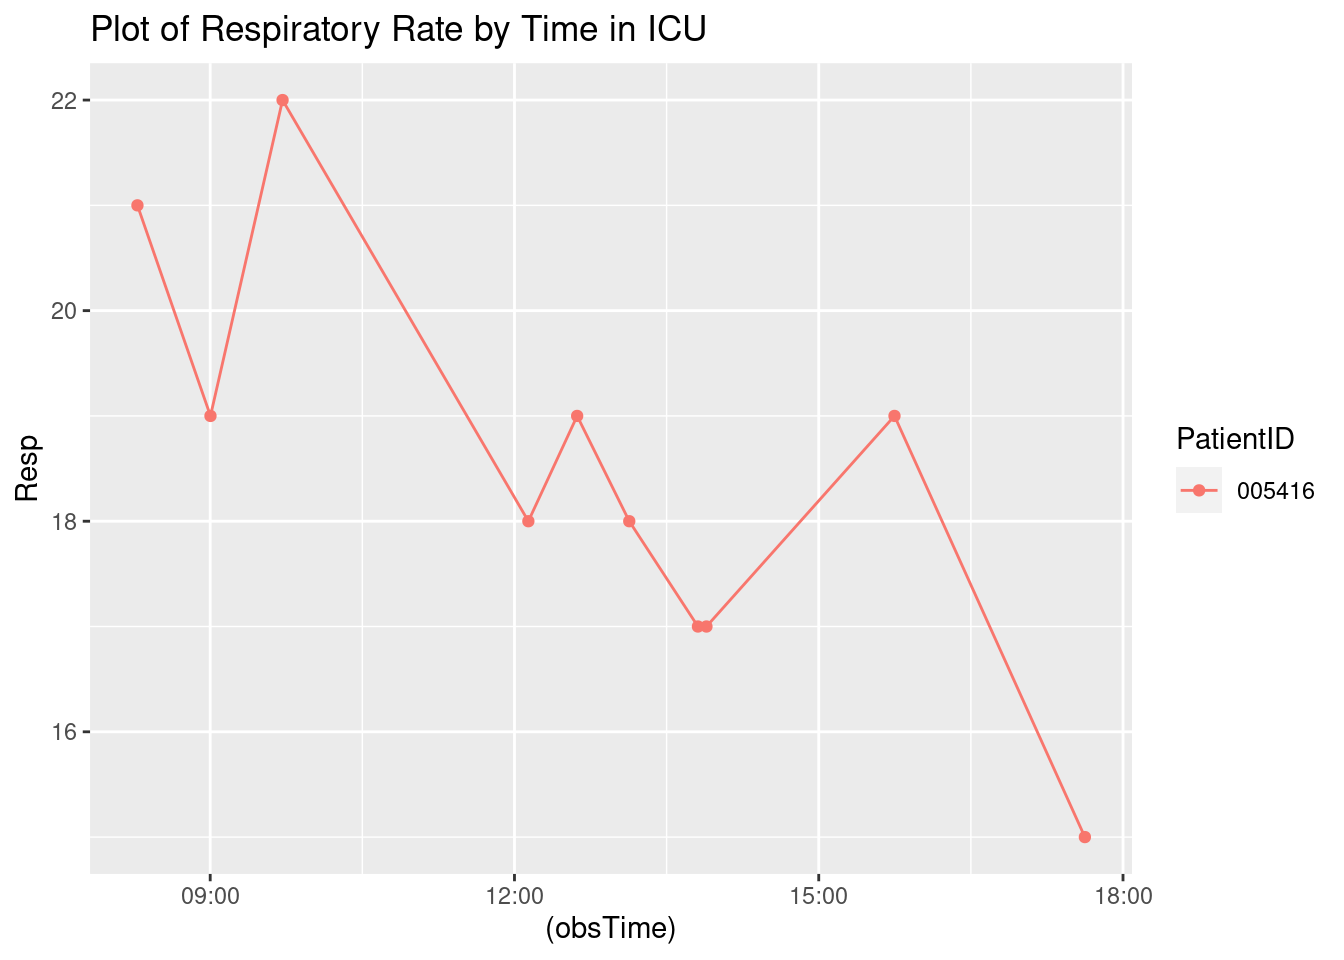 Plot of Respiratory Rate by Time in ICU
22
20
18
16
Resp
09:00 12:00 15:00 18:00
(obsTime)
PatientID
005416